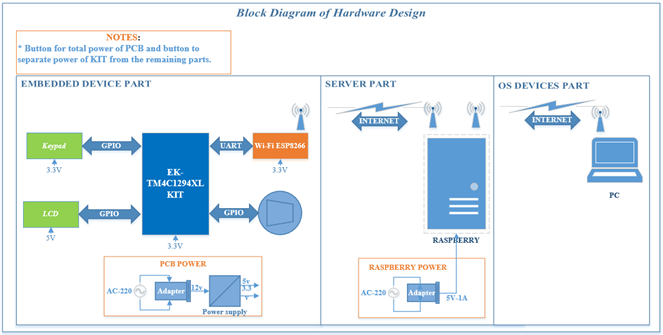 Block Diagram of Hardware Design
NOTES:
* Button for total power of PCB and button to
separate power of KIT from the remaining parts.
EMBEDDED DEVICE PART
Keypad
GPIO
3.3V
EK-
TM4C1294XL
KIT
3.3V
UART
Wi-Fi ESP8266
3.3V
LCD
GPIO
5V
GPIO
PCB POWER
AC-220
Adapter
12v
5v
3.3
v
Power supply
SERVER PART
INTERNET
RASPBERRY
RASPBERRY POWER
AC-220
Adapter
5V-1A
OS DEVICES PART
INTERNET
PC